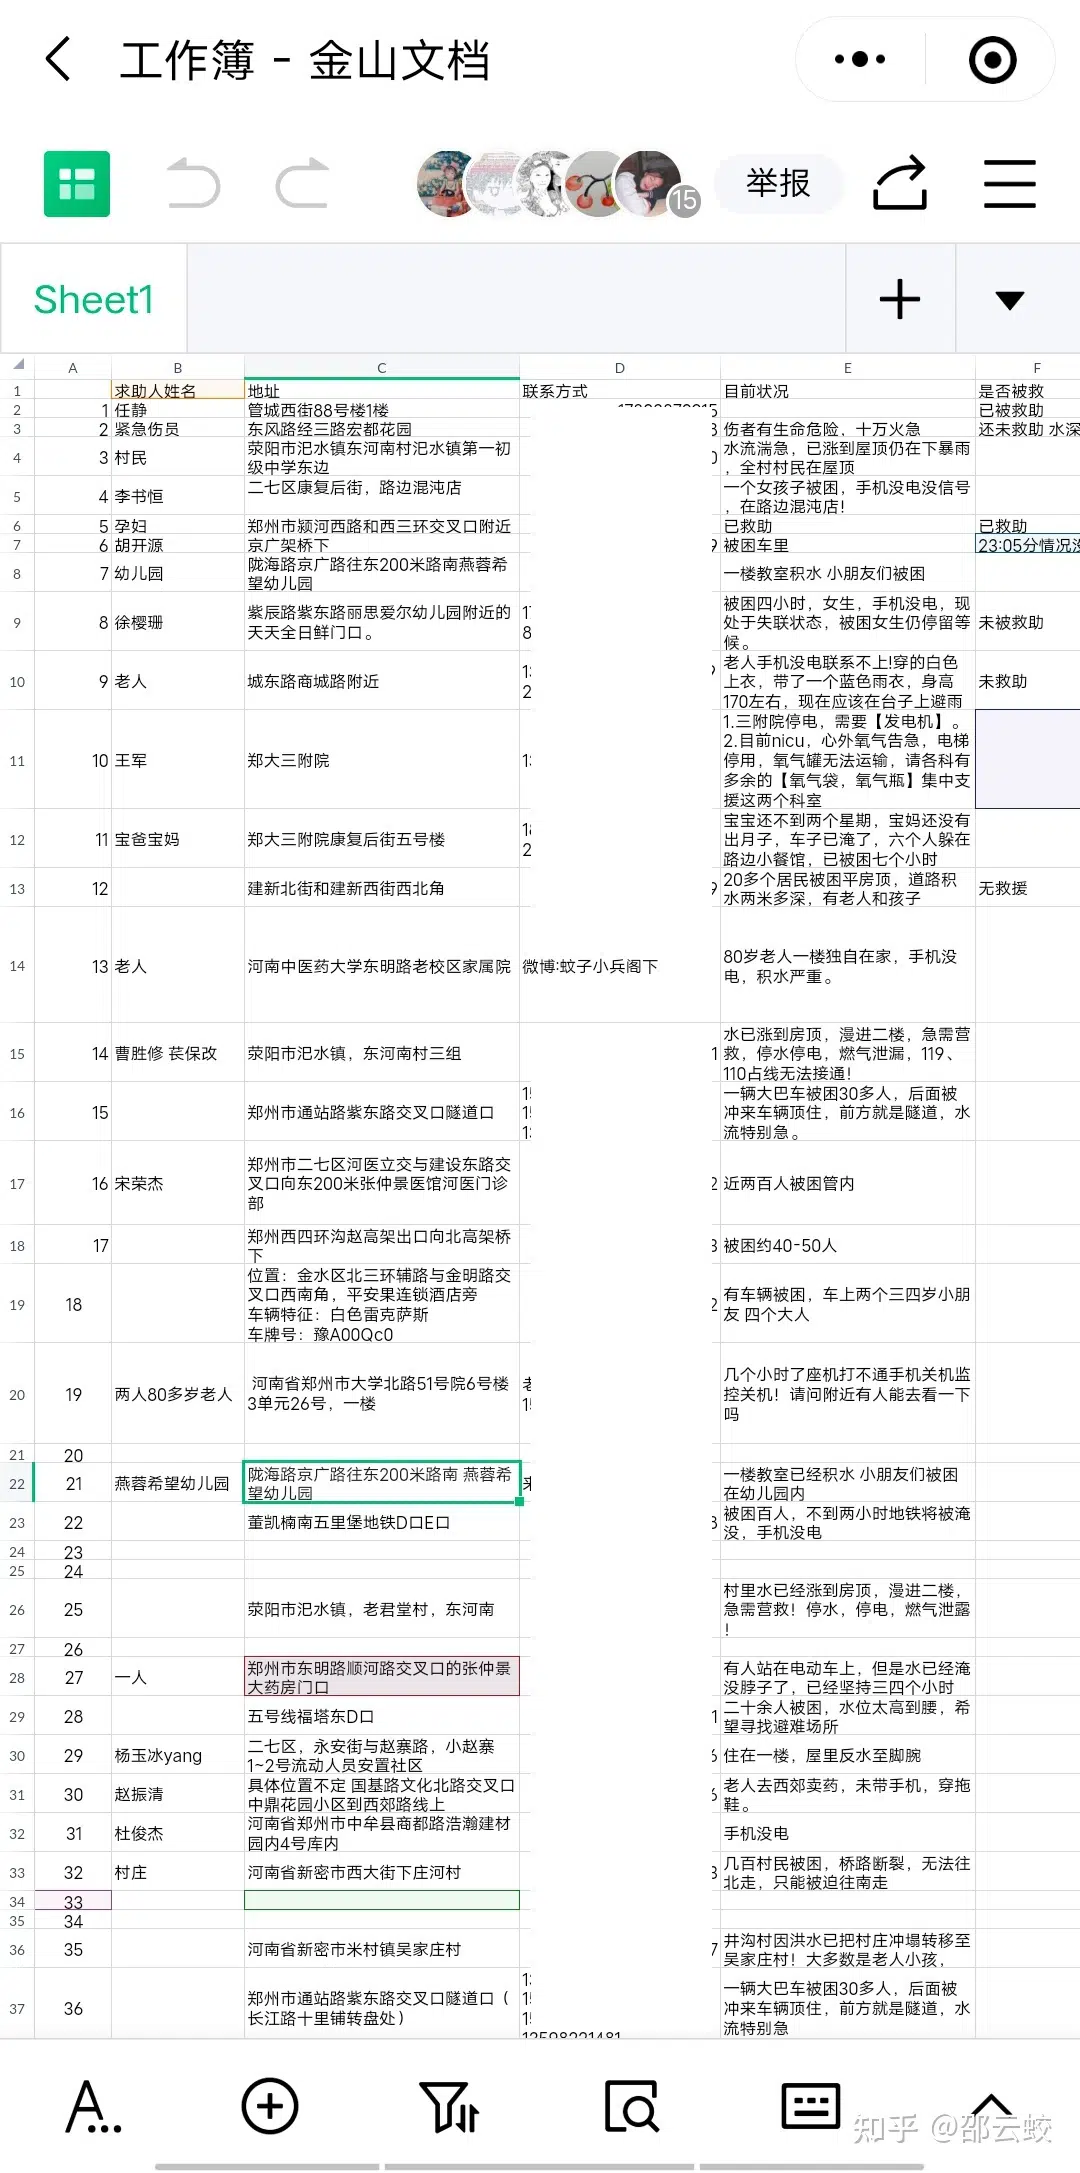 工作簿 - 金山文档
15
举报
Sheet1
A B C D E F
1 求助人姓名 地址 联系方式 目前状况 是否被救
2 1 任静 管城西街88号楼1楼 已被救助
3 2 紧急伤员 东风路经三路宏都花园 3 伤者有生命危险，十万火急 还未救助 水深
4 3 村民 荥阳市汜水镇东河南村汜水镇第一初
级中学东边 0 水流湍急，已涨到屋顶仍在下暴雨
，全村村民在屋顶
5 4 李书恒 二七区康复后街，路边混沌店 一个女孩子被困，手机没电没信号
，在路边混沌店！
6 5 孕妇 郑州市颍河西路和西三环交叉口附近 已救助 已救助
7 6 胡开源 京广架桥下 9 被困车里 23:05分情况
8 7 幼儿园 陇海路京广路往东200米路南燕蓉希
望幼儿园 一楼教室积水 小朋友们被困
9 8 徐樱珊 紫辰路紫东路丽思爱尔幼儿园附近的
天天全日鲜门口。 被困四小时，女生，手机没电，现
处于失联状态，被困女生仍停留等
候。 未被救助
10 9 老人 城东路商城路附近 老人手机没电联系不上!穿的白色
上衣，带了一个蓝色雨衣，身高
170左右，现在应该在台子上避雨 未救助
11 10 王军 郑大三附院 1.三附院停电，需要【发电机】。
2.目前nicu，心外氧气告急，电梯
停用，氧气罐无法运输，请各科有
多余的【氧气袋，氧气瓶】集中支
援这两个科室
12 11 宝爸宝妈 郑大三附院康复后街五号楼 宝宝还不到两个星期，宝妈还没有
出月子，车子已淹了，六个人躲在
路边小餐馆，已被困七个小时
13 12 建新北街和建新西街西北角 9 20多个居民被困平房顶，道路积
水两米多深，有老人和孩子 无救援
14 13 老人 河南中医药大学东明路老校区家属院 微博:蚊子小兵阁下 80岁老人一楼独自在家，手机没
电，积水严重。
15 14 曹胜修 苌保改 荥阳市汜水镇，东河南村三组 1 水已涨到房顶，漫进二楼，急需营
救，停水停电，燃气泄漏，119、
110占线无法接通！
16 15 郑州市通站路紫东路交叉口隧道口 一辆大巴车被困30多人，后面被
冲来车辆顶住，前方就是隧道，水
流特别急。
17 16 宋荣杰 郑州市二七区河医立交与建设东路交
叉口向东200米张仲景医馆河医门诊
部 2 近两百人被困管内
18 17 郑州西四环沟赵高架出口向北高架桥
下 3 被困约40-50人
19 18 位置：金水区北三环辅路与金明路交
叉口西南角，平安果连锁酒店旁
车辆特征：白色雷克萨斯
车牌号：豫A00Qc0 2 有车辆被困，车上两个三四岁小朋
友 四个大人
20 19 两人80多岁老人 河南省郑州市大学北路51号院6号楼
3单元26号，一楼 几个小时了座机打不通手机关机监
控关机！请问附近有人能去看一下
吗
21 20
22 21 燕蓉希望幼儿园 陇海路京广路往东200米路南 燕蓉希
望幼儿园 一楼教室已经积水 小朋友们被困
在幼儿园内
23 22 董凯楠南五里堡地铁D口E口 3 被困百人，不到两小时地铁将被淹
没，手机没电
24 23
25 24
26 25 荥阳市汜水镇，老君堂村，东河南 村里水已经涨到房顶，漫进二楼，
急需营救！停水，停电，燃气泄露
！
27 26
28 27 一人 郑州市东明路顺河路交叉口的张仲景
大药房门口 有人站在电动车上，但是水已经淹
没脖子了，已经坚持三四个小时
29 28 五号线福塔东D口 1 二十余人被困，水位太高到腰，希
望寻找避难场所
30 29 杨玉冰yang 二七区，永安街与赵寨路，小赵寨
1~2号流动人员安置社区 6 住在一楼，屋里反水至脚腕
31 30 赵振清 具体位置不定 国基路文化北路交叉口
中鼎花园小区到西郊路线上 6 老人去西郊卖药，未带手机，穿拖
鞋。
32 31 杜俊杰 河南省郑州市中牟县商都路浩瀚建材
园内4号库内 手机没电
33 32 村庄 河南省新密市西大街下庄河村 3 几百村民被困，桥路断裂，无法往
北走，只能被迫往南走
34 33
35 34
36 35 河南省新密市米村镇吴家庄村 7 井沟村因洪水已把村庄冲塌转移至
吴家庄村！大多数是老人小孩，
37 36 郑州市通站路紫东路交叉口隧道口（
长江路十里铺转盘处） 一辆大巴车被困30多人，后面被
冲来车辆顶住，前方就是隧道，水
流特别急
知乎 @邵云蛟